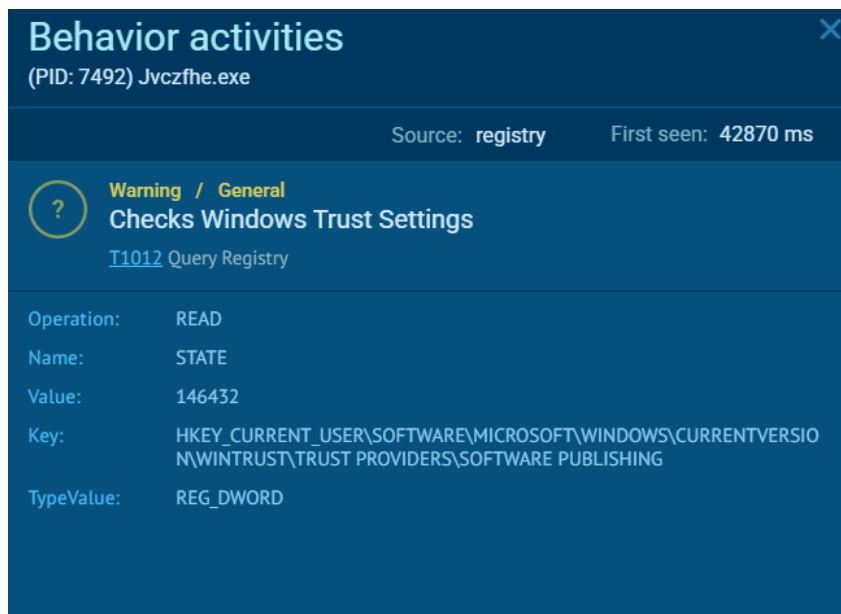 Behavior activities
(PID: 7492) Jvczfhe.exe
Source: registry First seen: 42870 ms
?
Warning / General
Checks Windows Trust Settings
T1012 Query Registry
Operation: READ
Name: STATE
Value: 146432
Key: HKEY_CURRENT_USER\SOFTWARE\MICROSOFT\WINDOWS\CURRENTVERSIO
N\WINTRUST\TRUST PROVIDERS\SOFTWARE PUBLISHING
TypeValue: REG_DWORD